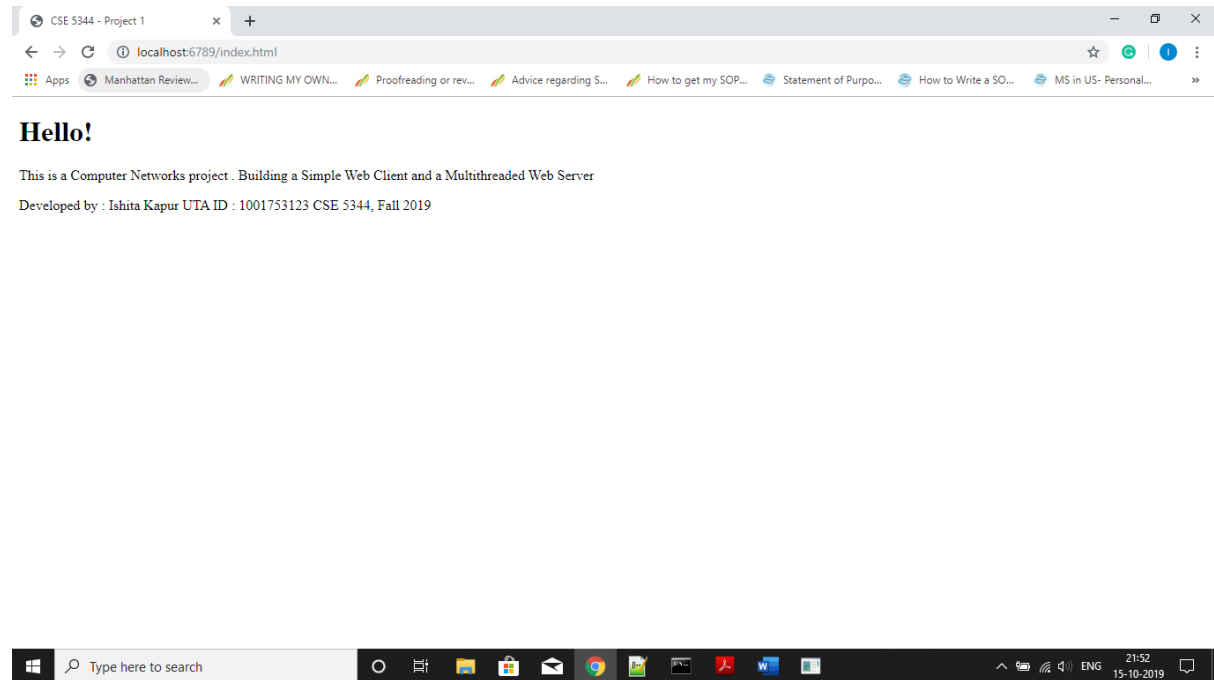 CSE 5344 - Project 1
localhost:6789/index.html
Apps Manhattan Review... WRITING MY OWN... Proofreading or rev... Advice regarding S... How to get my SOP... Statement of Purpo... How to Write a SO... MS in US- Personal... »
Hello!
This is a Computer Networks project . Building a Simple Web Client and a Multithreaded Web Server
Developed by : Ishita Kapur UTA ID : 1001753123 CSE 5344, Fall 2019
Type here to search
ENG
21:52
15-10-2019